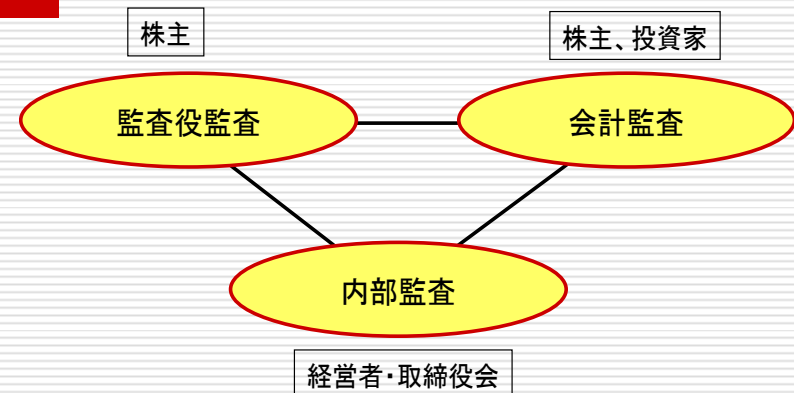 株主
株主、投資家
監査役監査
会計監査
内部監査
経営者・取締役会